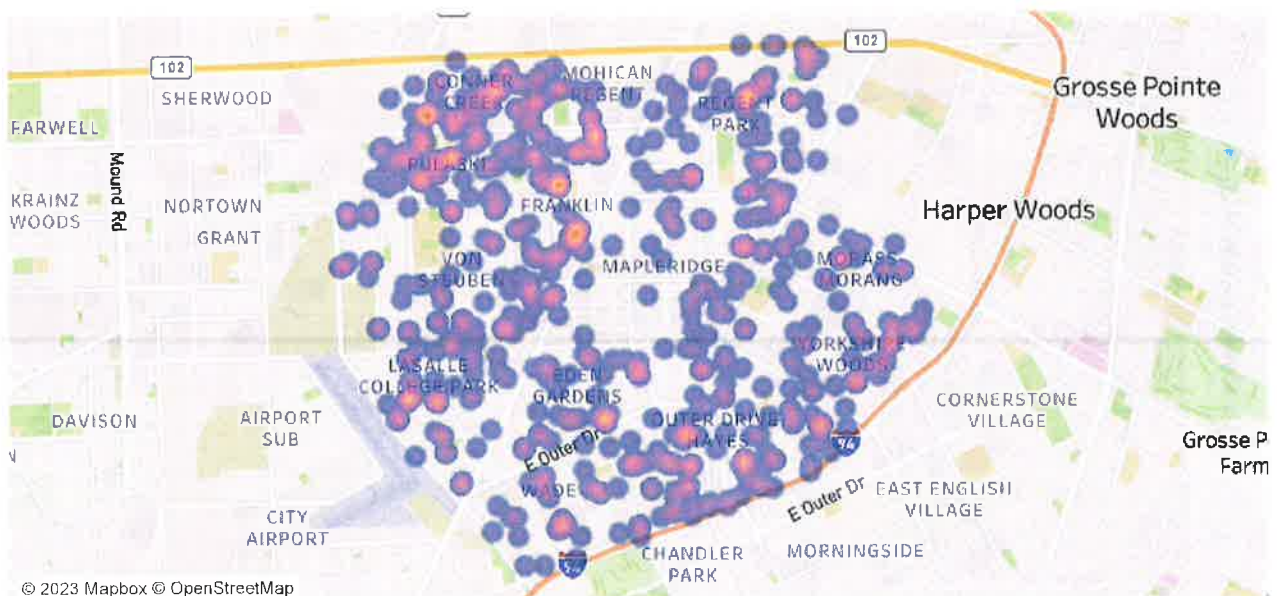 102
102
SHERWOOD
CONNER
CREEK
MOHICAN
REGENT
REGENT
PARK
Grosse Pointe
Woods
FARWELL
Mound Rd
PULASKI
KRAINZ
WOODS
NORTOWN
GRANT
FRANKLIN
Harper Woods
VON
STEUBEN
MAPLERIDGE
MORASS
MORANG
YORKSHIRE
WOODS
LASALLE
COLLEGE PARK
EDEN
GARDENS
DAVISON
AIRPORT
SUB
OUTER DRIVE
HAYES
CORNERSTONE
VILLAGE
94
E Outer Dr
Grosse P
Farm
N
WADE
E Outer Dr
EAST ENGLISH
VILLAGE
CITY
AIRPORT
CHANDLER
PARK
MORNINGSIDE
94
© 2023 Mapbox © OpenStreetMap